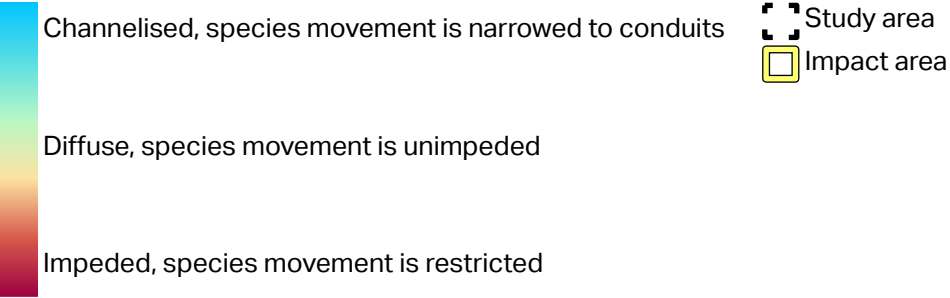 Channelised, species movement is narrowed to conduits
Diffuse, species movement is unimpeded
Impeded, species movement is restricted
Study area
Impact area